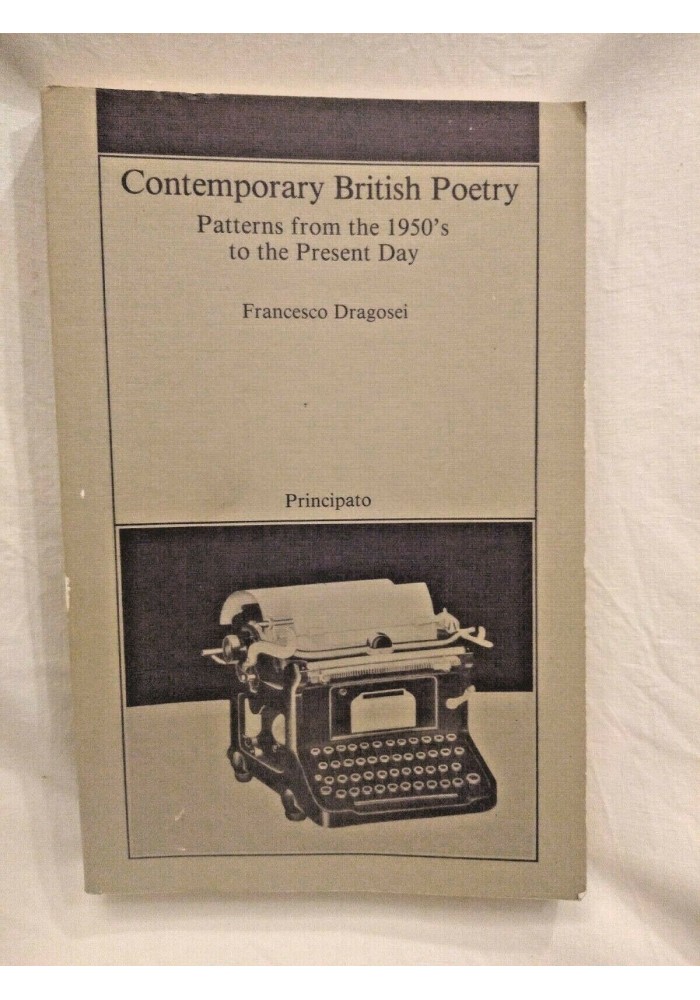 Contemporary British Poetry
Patterns from the 1950's
to the Present Day
Francesco Dragosei
Principato